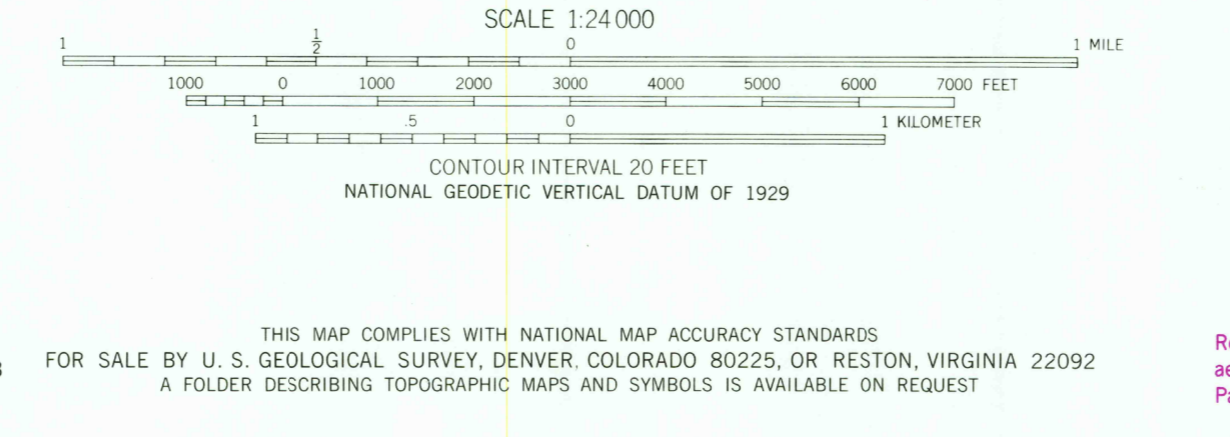 SCALE 1:24 000
1 ½ 0 1 MILE
1000 0 1000 2000 3000 4000 5000 6000 7000 FEET
1 .5 0 1 KILOMETER
CONTOUR INTERVAL 20 FEET
NATIONAL GEODETIC VERTICAL DATUM OF 1929
THIS MAP COMPLIES WITH NATIONAL MAP ACCURACY STANDARDS
FOR SALE BY U. S. GEOLOGICAL SURVEY, DENVER, COLORADO 80225, OR RESTON, VIRGINIA 22092
A FOLDER DESCRIBING TOPOGRAPHIC MAPS AND SYMBOLS IS AVAILABLE ON REQUEST